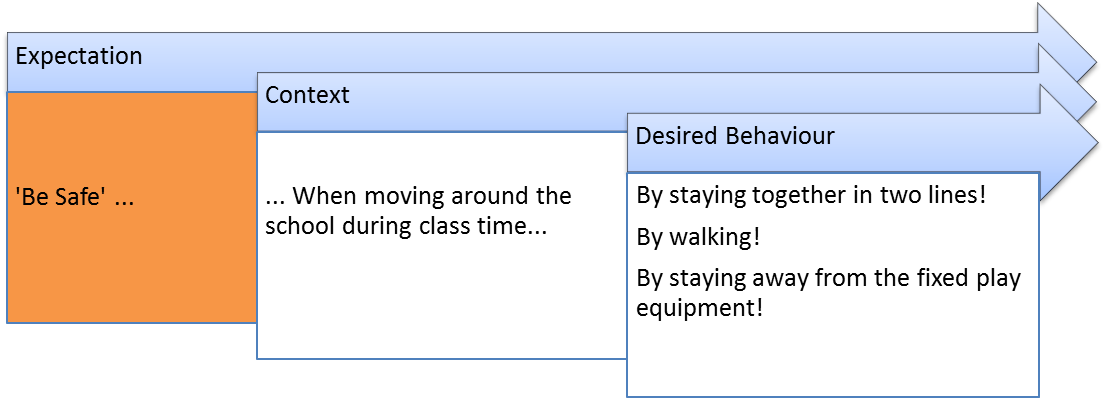 Expectation
'Be Safe' ...
Context
... When moving around the
school during class time...
Desired Behaviour
By staying together in two lines!
By walking!
By staying away from the fixed play
equipment!